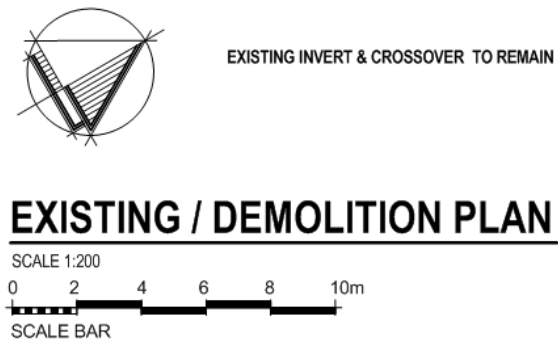 EXISTING INVERT & CROSSOVER TO REMAIN
EXISTING / DEMOLITION PLAN
SCALE 1:200
0 2 4 6 8 10m
SCALE BAR